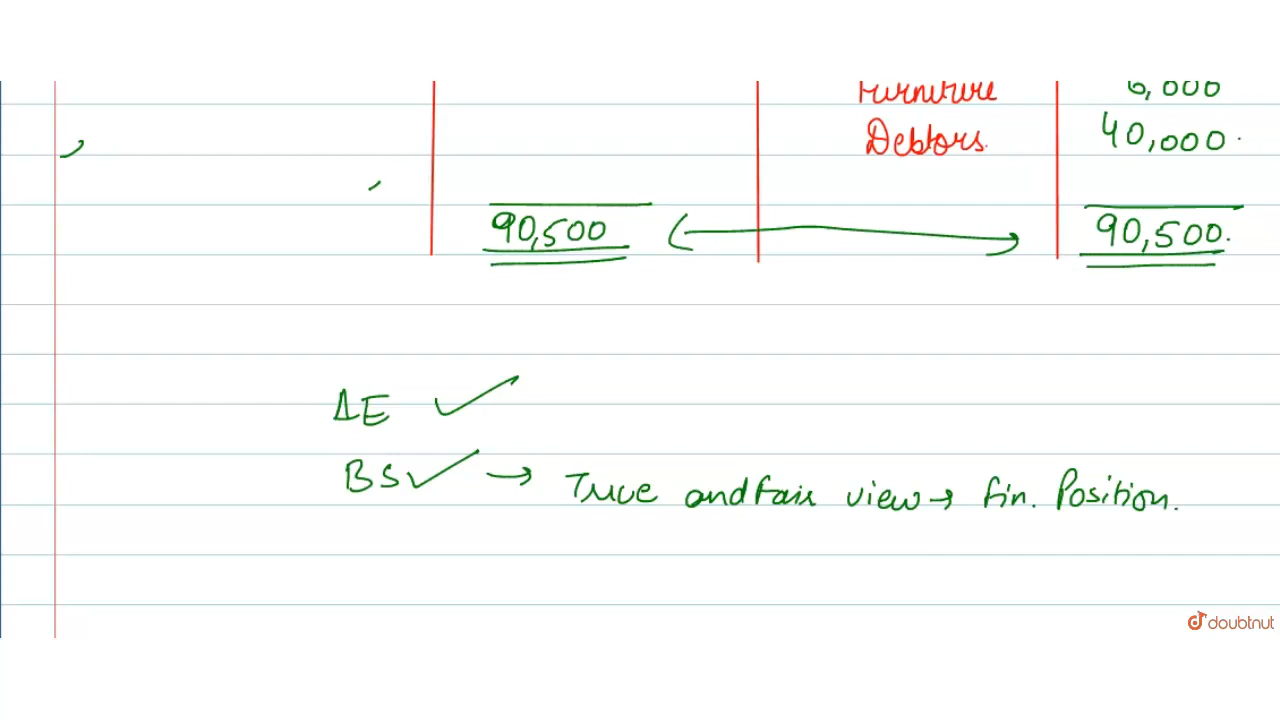 Furniture 6,000
Debtors. 40,000.
90,500 90,500.
AE ✓
BS ✓ → True and Fair view → Fin. Position.
doubtnut